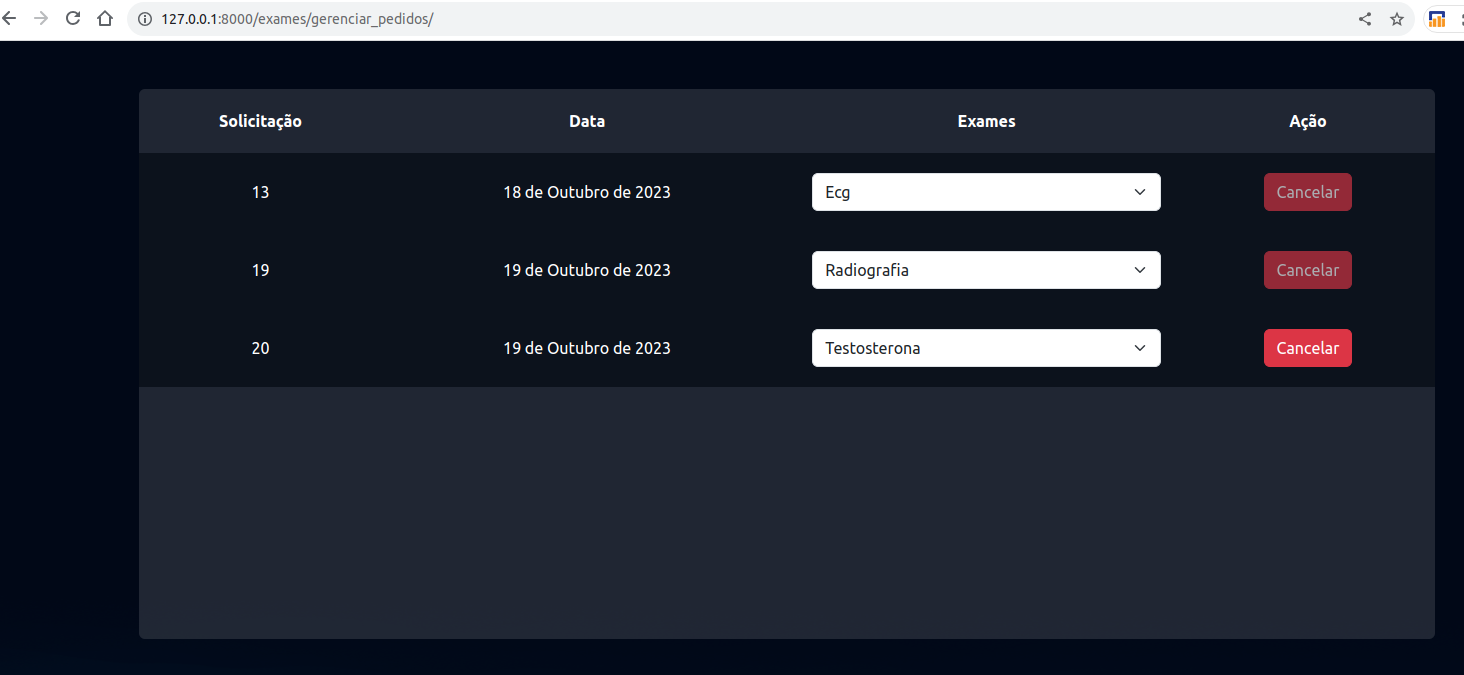 127.0.0.1:8000/exames/gerenciar_pedidos/
Solicitação Data Exames Ação
13 18 de Outubro de 2023 Ecg Cancelar
19 19 de Outubro de 2023 Radiografia Cancelar
20 19 de Outubro de 2023 Testosterona Cancelar